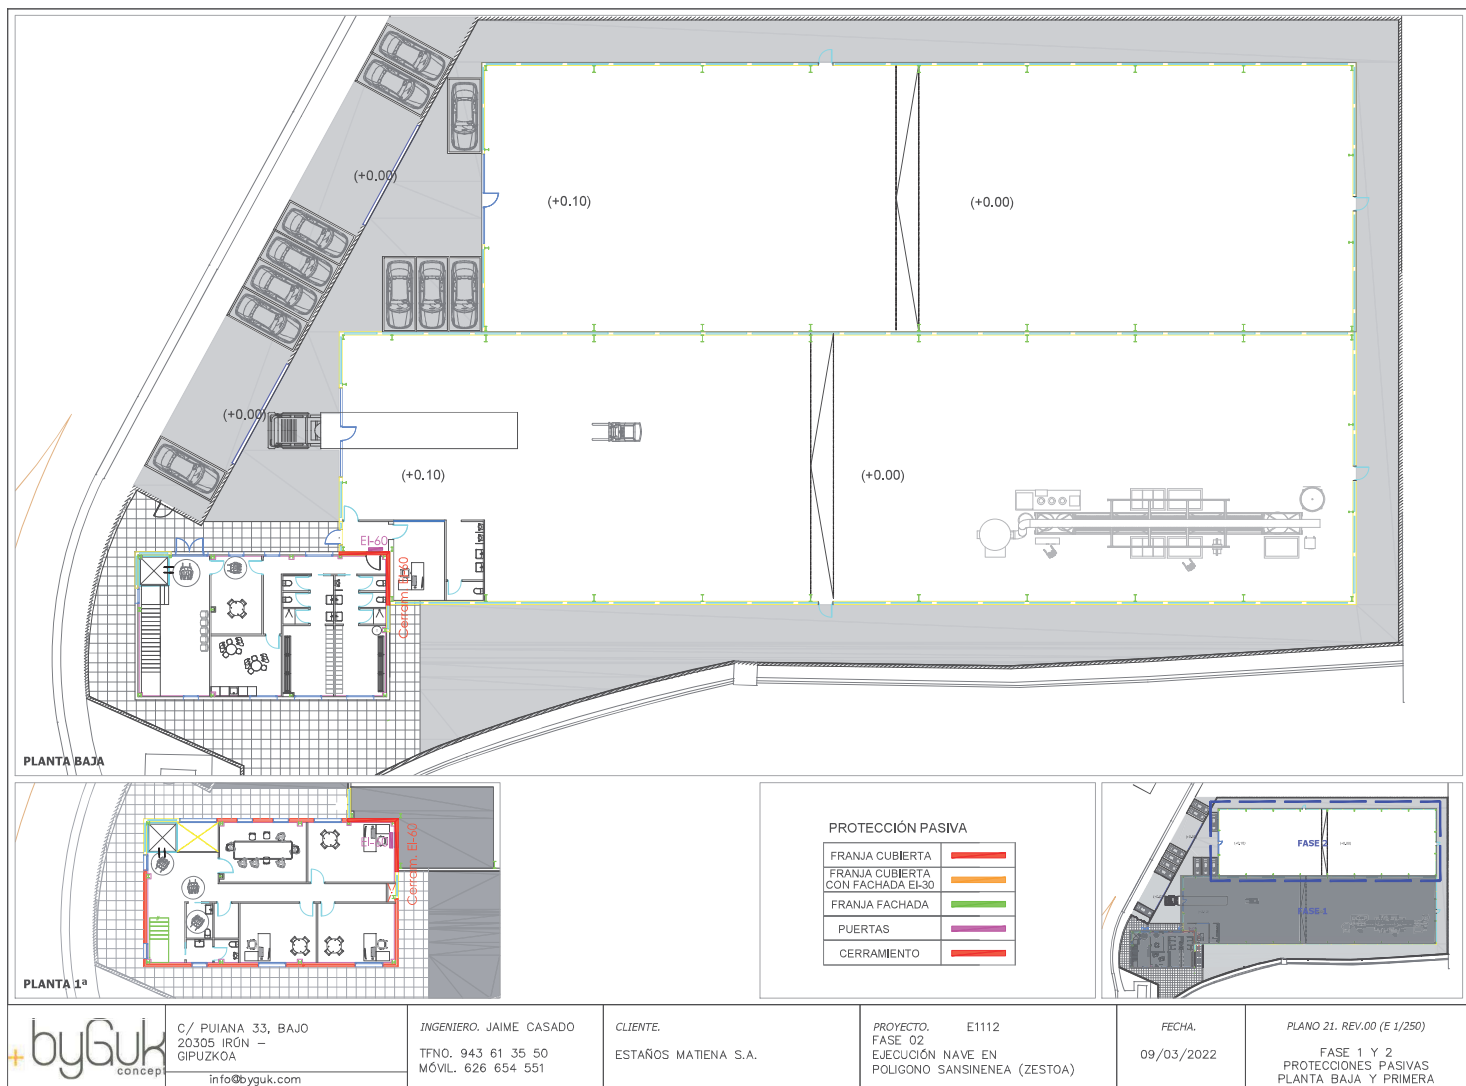 (+0.00)
(+0.10)
(+0.00)
(+0.00)
(+0.10)
(+0.00)
EI-60
Cerram. EI-60
PLANTA BAJA
Cerram. EI-60
PLANTA 1ª
PROTECCIÓN PASIVA
FRANJA CUBIERTA
FRANJA CUBIERTA
CON FACHADA EI-30
FRANJA FACHADA
PUERTAS
CERRAMIENTO
FASE 2
FASE 1
byGuk
concept
C/ PUIANA 33, BAJO
20305 IRÚN –
GIPUZKOA
info@byguk.com
INGENIERO. JAIME CASADO
TFNO. 943 61 35 50
MÓVIL. 626 654 551
CLIENTE.
ESTAÑOS MATIENA S.A.
PROYECTO. E1112
FASE 02
EJECUCIÓN NAVE EN
POLIGONO SANSINENEA (ZESTOA)
FECHA.
09/03/2022
PLANO 21. REV.00 (E 1/250)
FASE 1 Y 2
PROTECCIONES PASIVAS
PLANTA BAJA Y PRIMERA